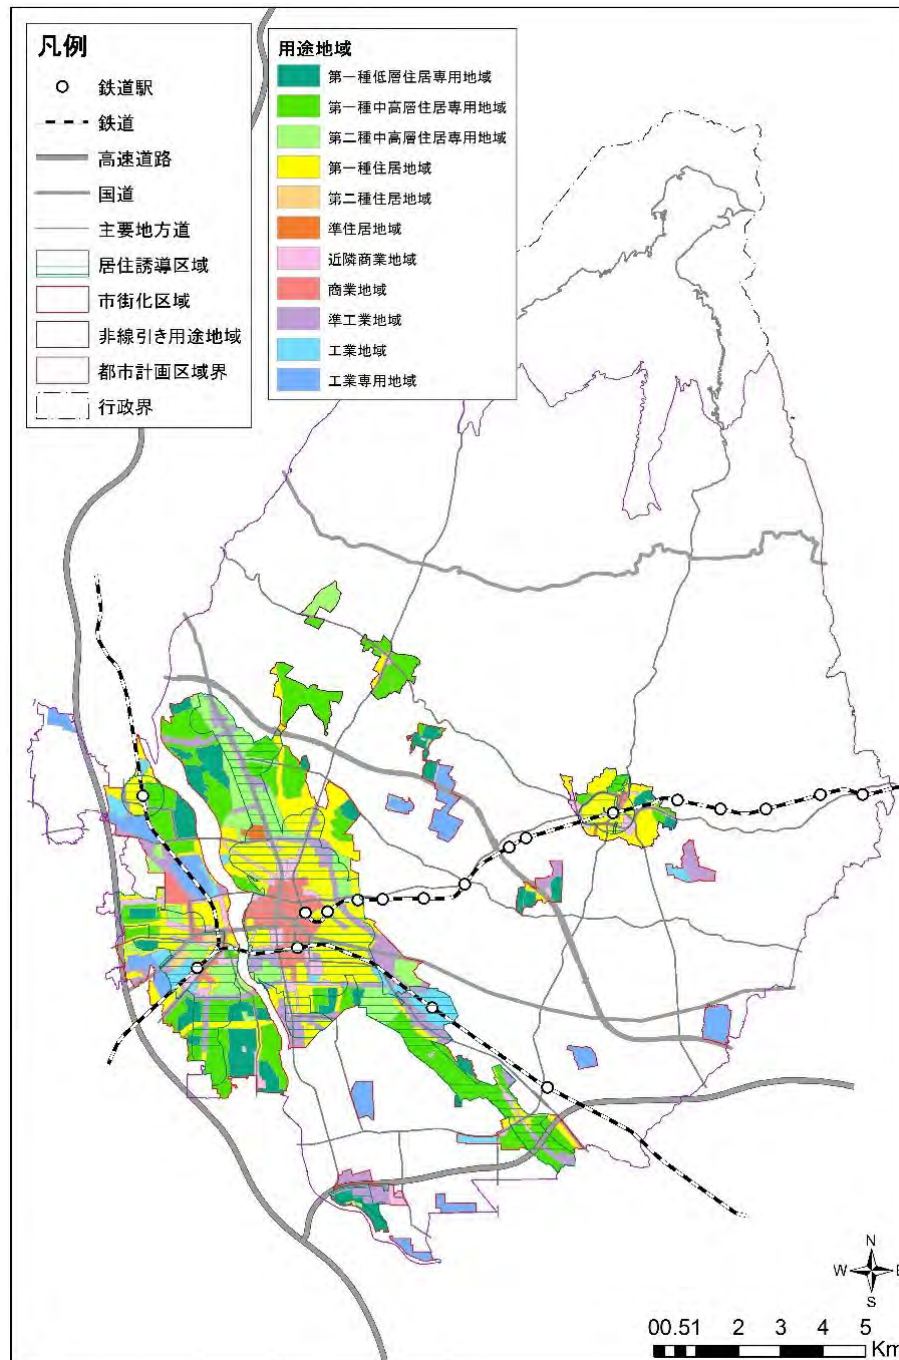 凡例
鉄道駅
鉄道
高速道路
国道
主要地方道
居住誘導区域
市街化区域
非線引き用途地域
都市計画区域界
行政界
用途地域
第一種低層住居専用地域
第一種中高層住居専用地域
第二種中高層住居専用地域
第一種住居地域
第二種住居地域
準住居地域
近隣商業地域
商業地域
準工業地域
工業地域
工業専用地域
N
W E
S
00.51 2 3 4 5
Km